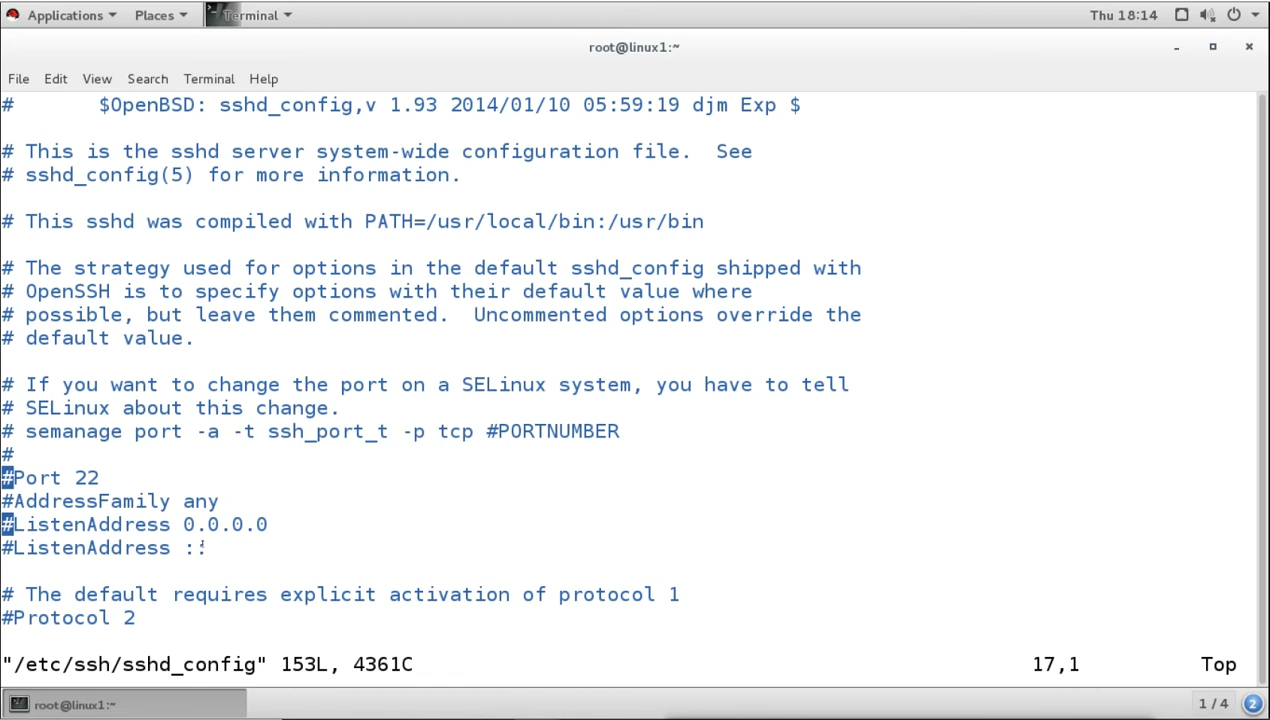 Applications Places Terminal Thu 18:14
root@linux1:~
File Edit View Search Terminal Help
#       $OpenBSD: sshd_config,v 1.93 2014/01/10 05:59:19 djm Exp $
# This is the sshd server system-wide configuration file.  See
# sshd_config(5) for more information.
# This sshd was compiled with PATH=/usr/local/bin:/usr/bin
# The strategy used for options in the default sshd_config shipped with
# OpenSSH is to specify options with their default value where
# possible, but leave them commented.  Uncommented options override the
# default value.
# If you want to change the port on a SELinux system, you have to tell
# SELinux about this change.
# semanage port -a -t ssh_port_t -p tcp #PORTNUMBER
#
#Port 22
#AddressFamily any
#ListenAddress 0.0.0.0
#ListenAddress ::
# The default requires explicit activation of protocol 1
#Protocol 2
"/etc/ssh/sshd_config" 153L, 4361C 17,1 Top
root@linux1:~ 1 / 4 2